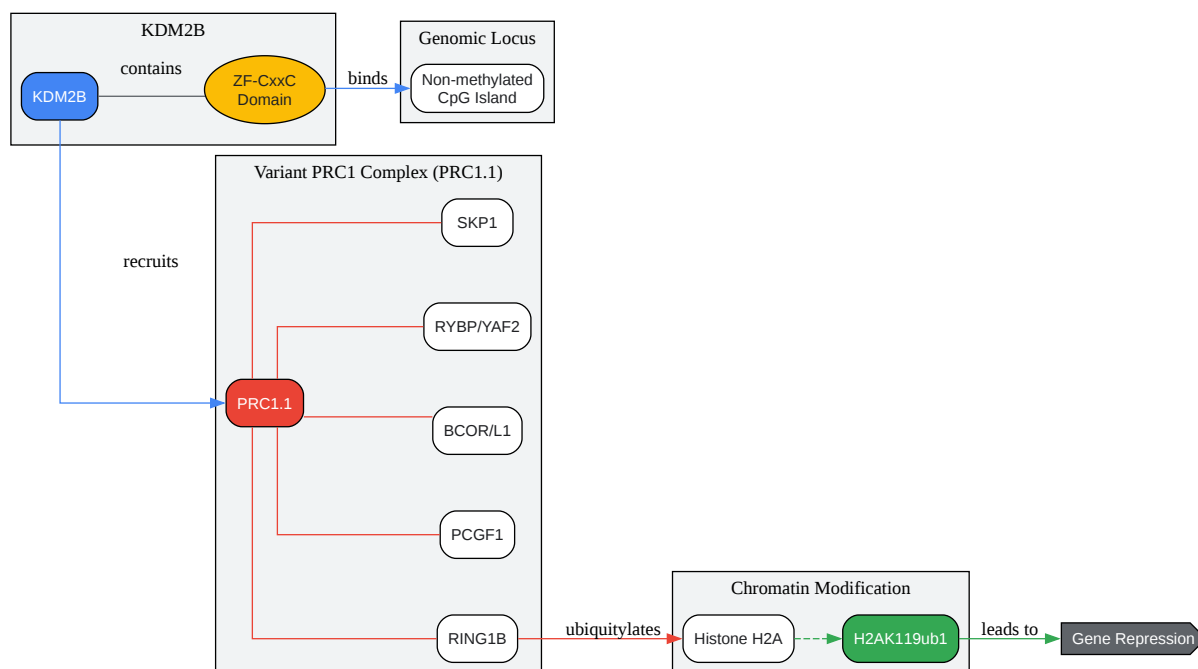 KDM2B
Genomic Locus
contains
KDM2B
ZF-CxxC
Domain
binds
Non-methylated
CpG Island
Variant PRC1 Complex (PRC1.1)
SKP1
recruits
RYBP/YAF2
PRC1.1
BCOR/L1
PCGF1
Chromatin Modification
RING1B
ubiquitylates
Histone H2A
H2AK119ub1
leads to
Gene Repression